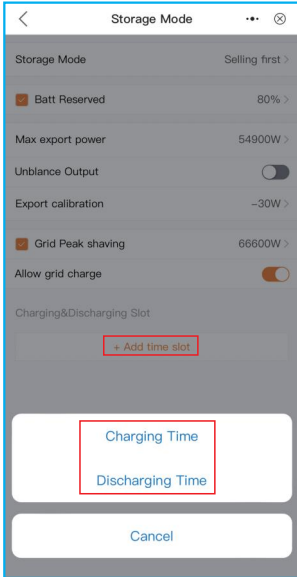 Storage Mode
Storage Mode Selling first
Batt Reserved 80%
Max export power 54900W
Unblance Output
Export calibration -30W
Grid Peak shaving 66600W
Allow grid charge
Charging&Discharging Slot
+ Add time slot
Charging Time
Discharging Time
Cancel